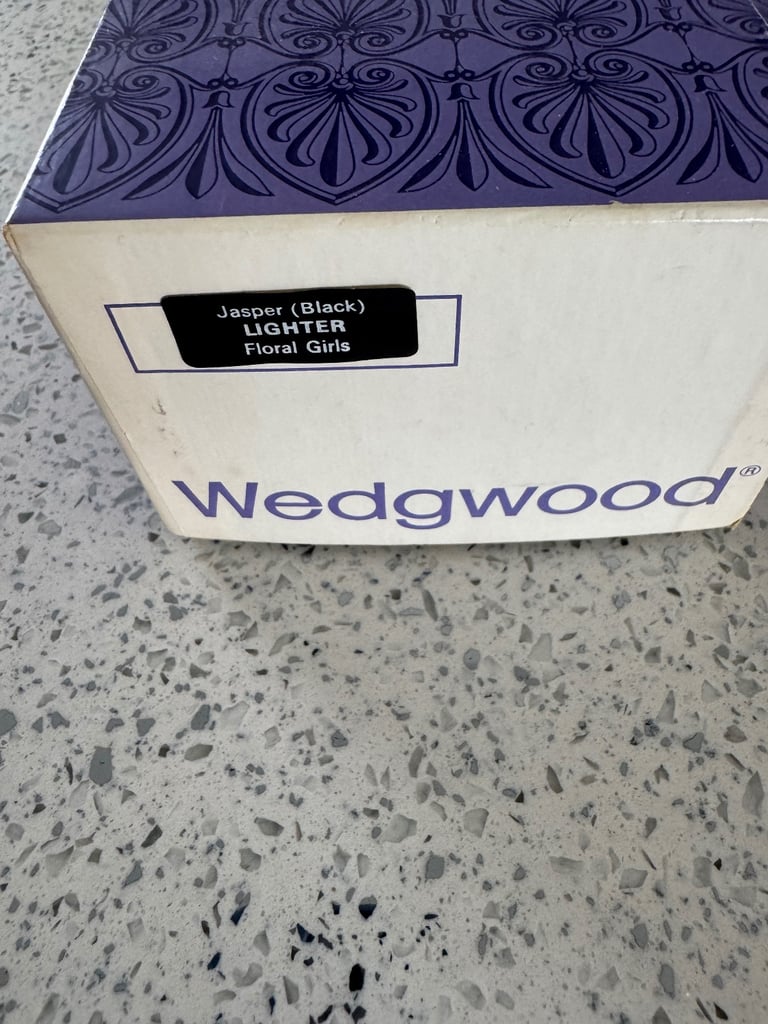 Jasper (Black)
LIGHTER
Floral Girls
Wedgwood®